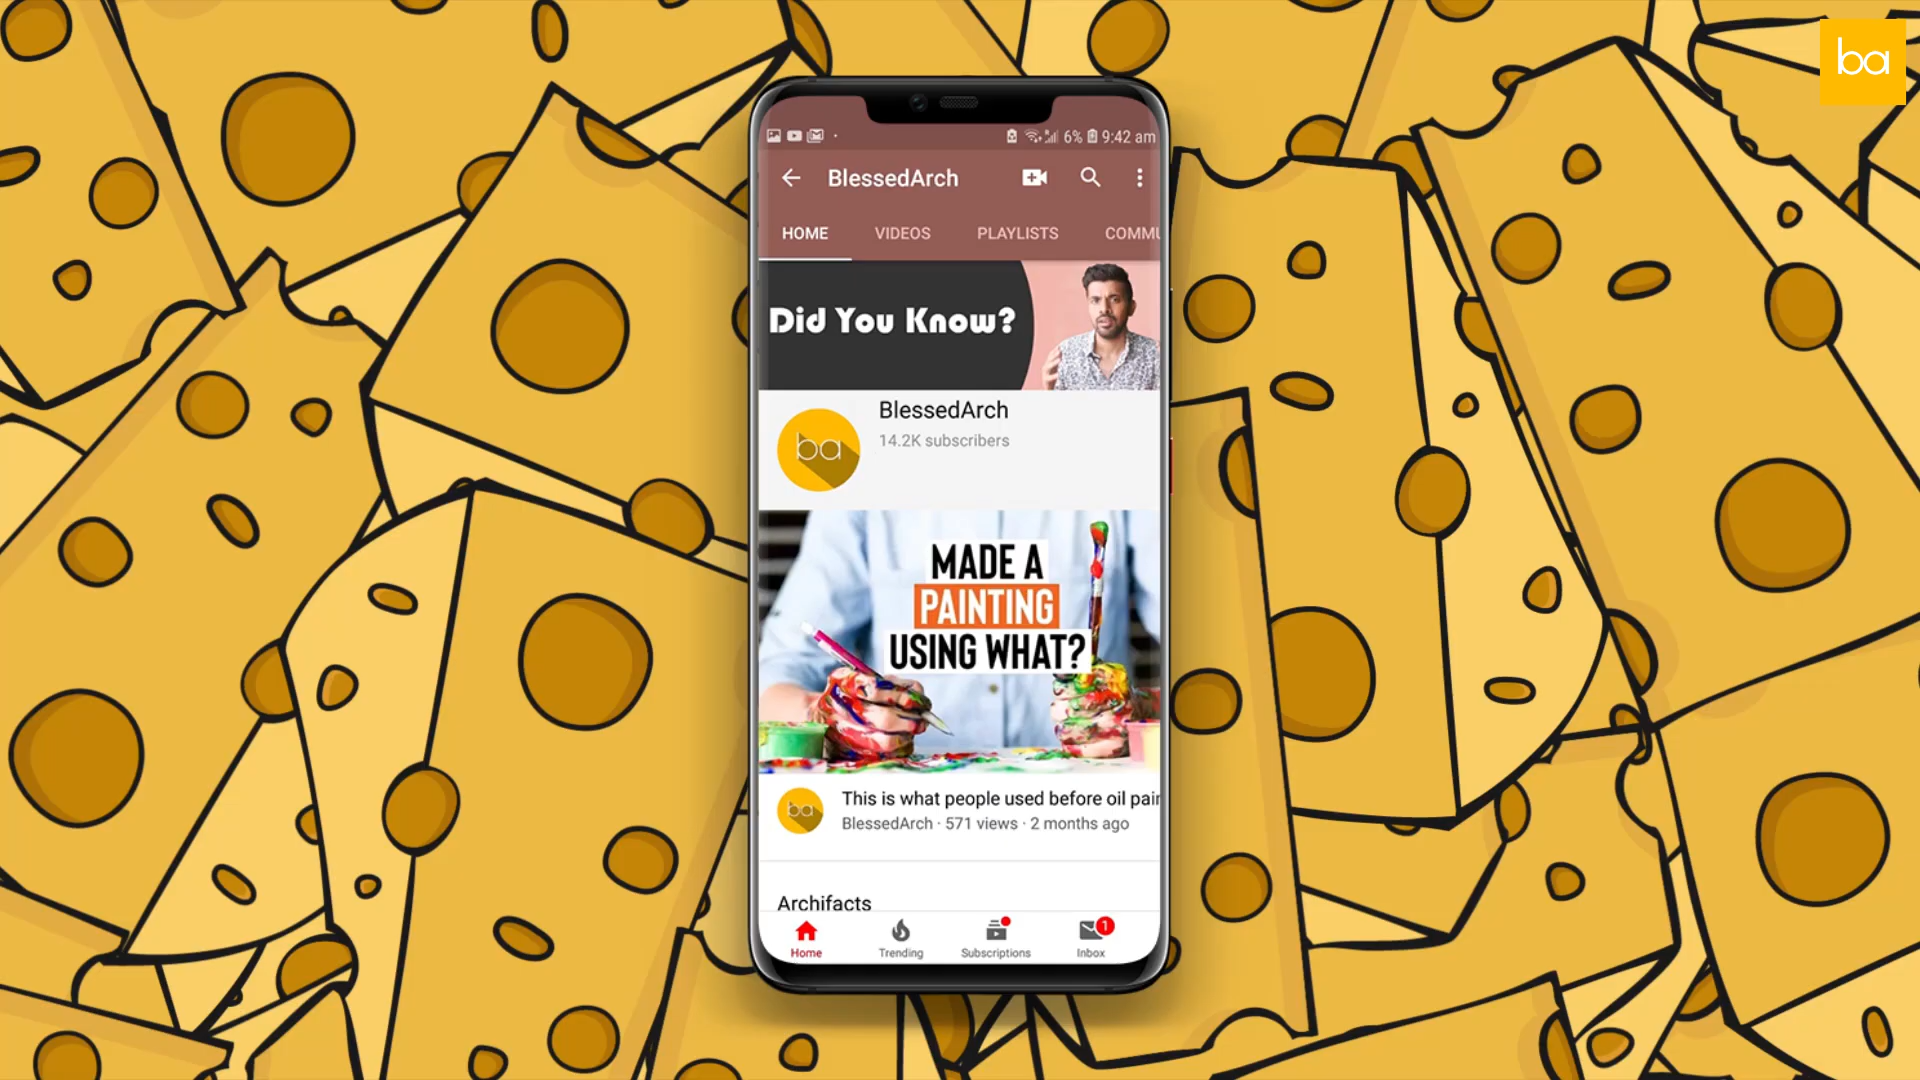 ba
6% 9:42 am
BlessedArch
HOME VIDEOS PLAYLISTS COMMU
Did You Know?
BlessedArch
ba
14.2K subscribers
MADE A
PAINTING
USING WHAT?
This is what people used before oil pain
ba
BlessedArch · 571 views · 2 months ago
Archifacts
1
Home Trending Subscriptions Inbox